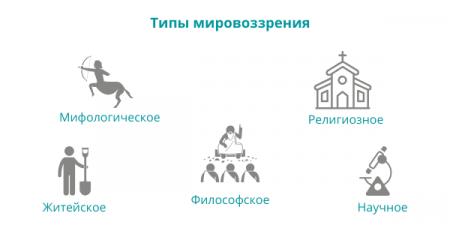 Типы мировоззрения
Мифологическое
Религиозное
Житейское
Философское
Научное